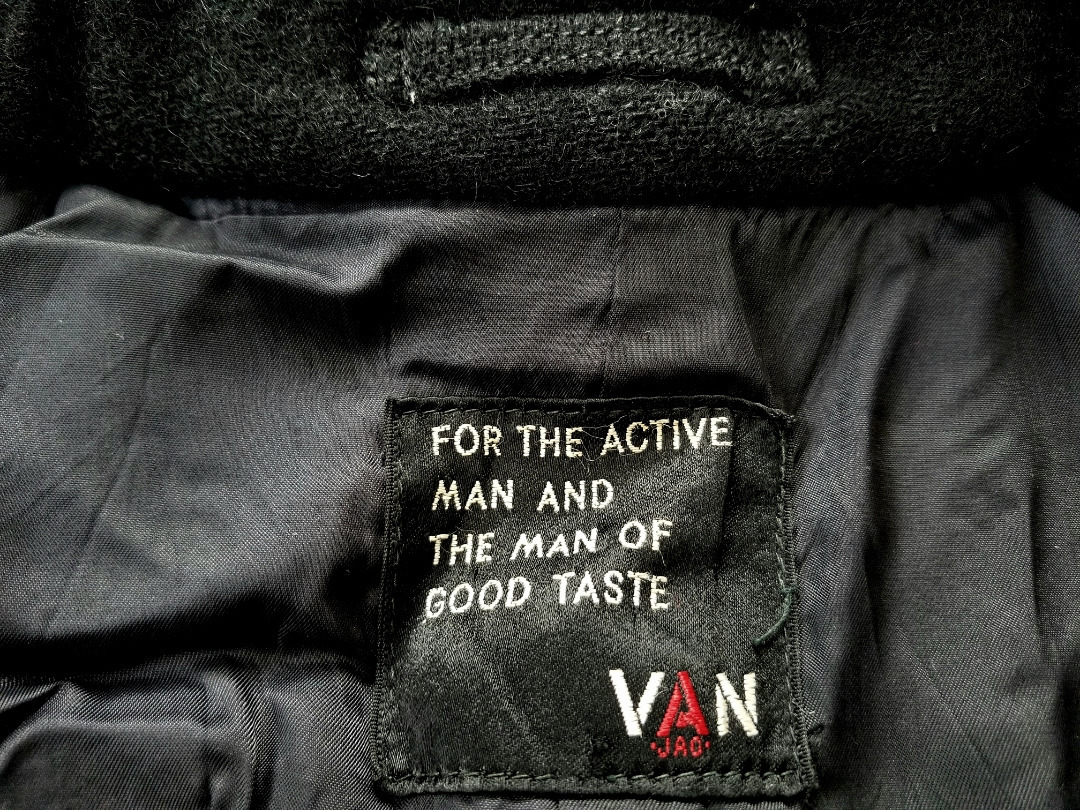 FOR THE ACTIVE
MAN AND
THE MAN OF
GOOD TASTE
VAN
·JAC·